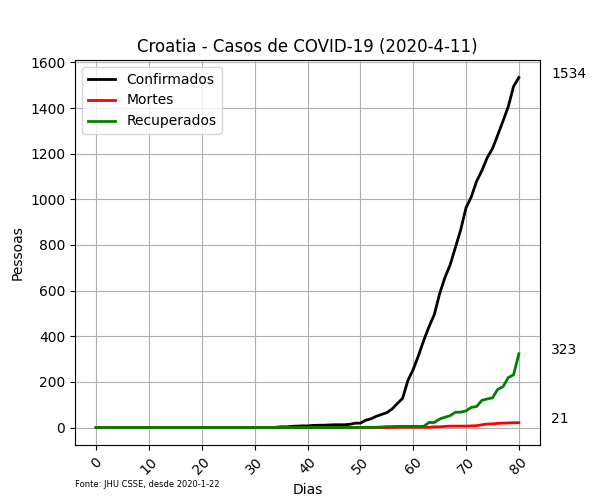 Croatia - Casos de COVID-19 (2020-4-11)
Confirmados
Mortes
Recuperados
Pessoas
1600
1400
1200
1000
800
600
400
200
0
1534
323
21
0 10 20 30 40 50 60 70 80
Dias
Fonte: JHU CSSE, desde 2020-1-22